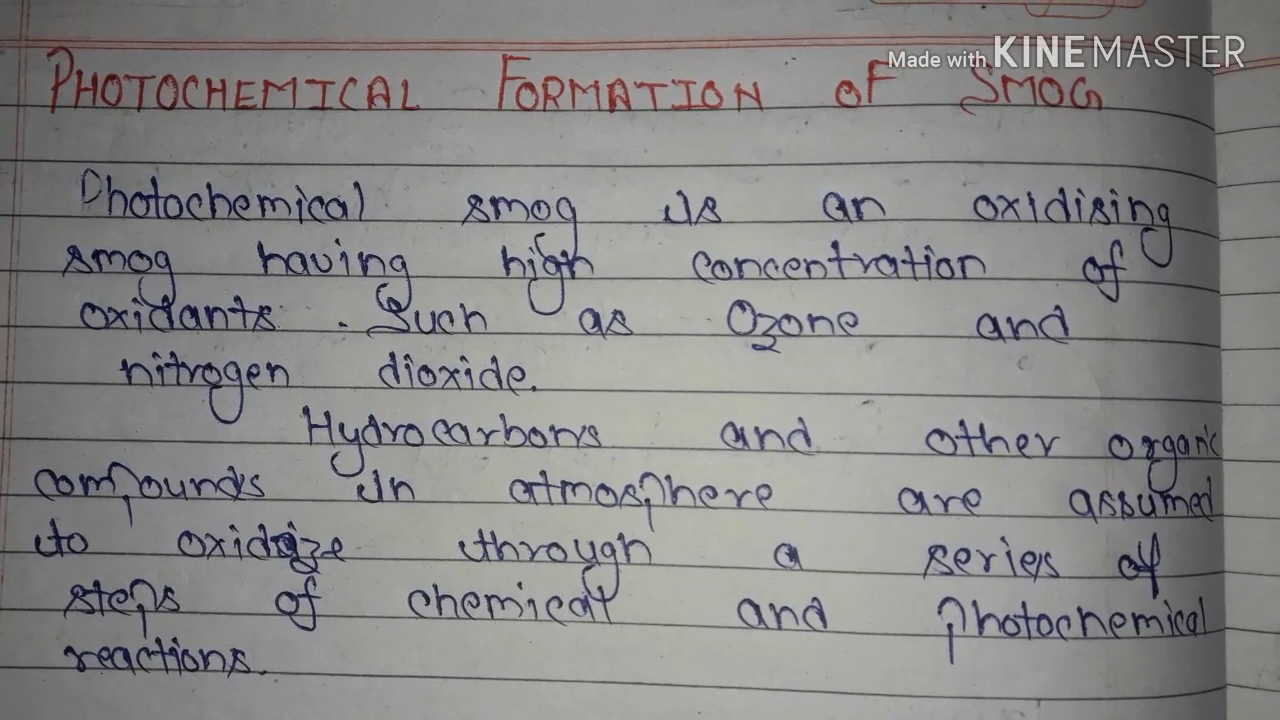 Made with KINEMASTER
PHOTOCHEMICAL FORMATION OF SMOG
Photochemical smog is an oxidising
smog having high concentration of
oxidants. Such as Ozone and
nitrogen dioxide.
Hydrocarbons and other organic
compounds in atmosphere are assumed
to oxidize through a series of
steps of chemical and photochemical
reactions.